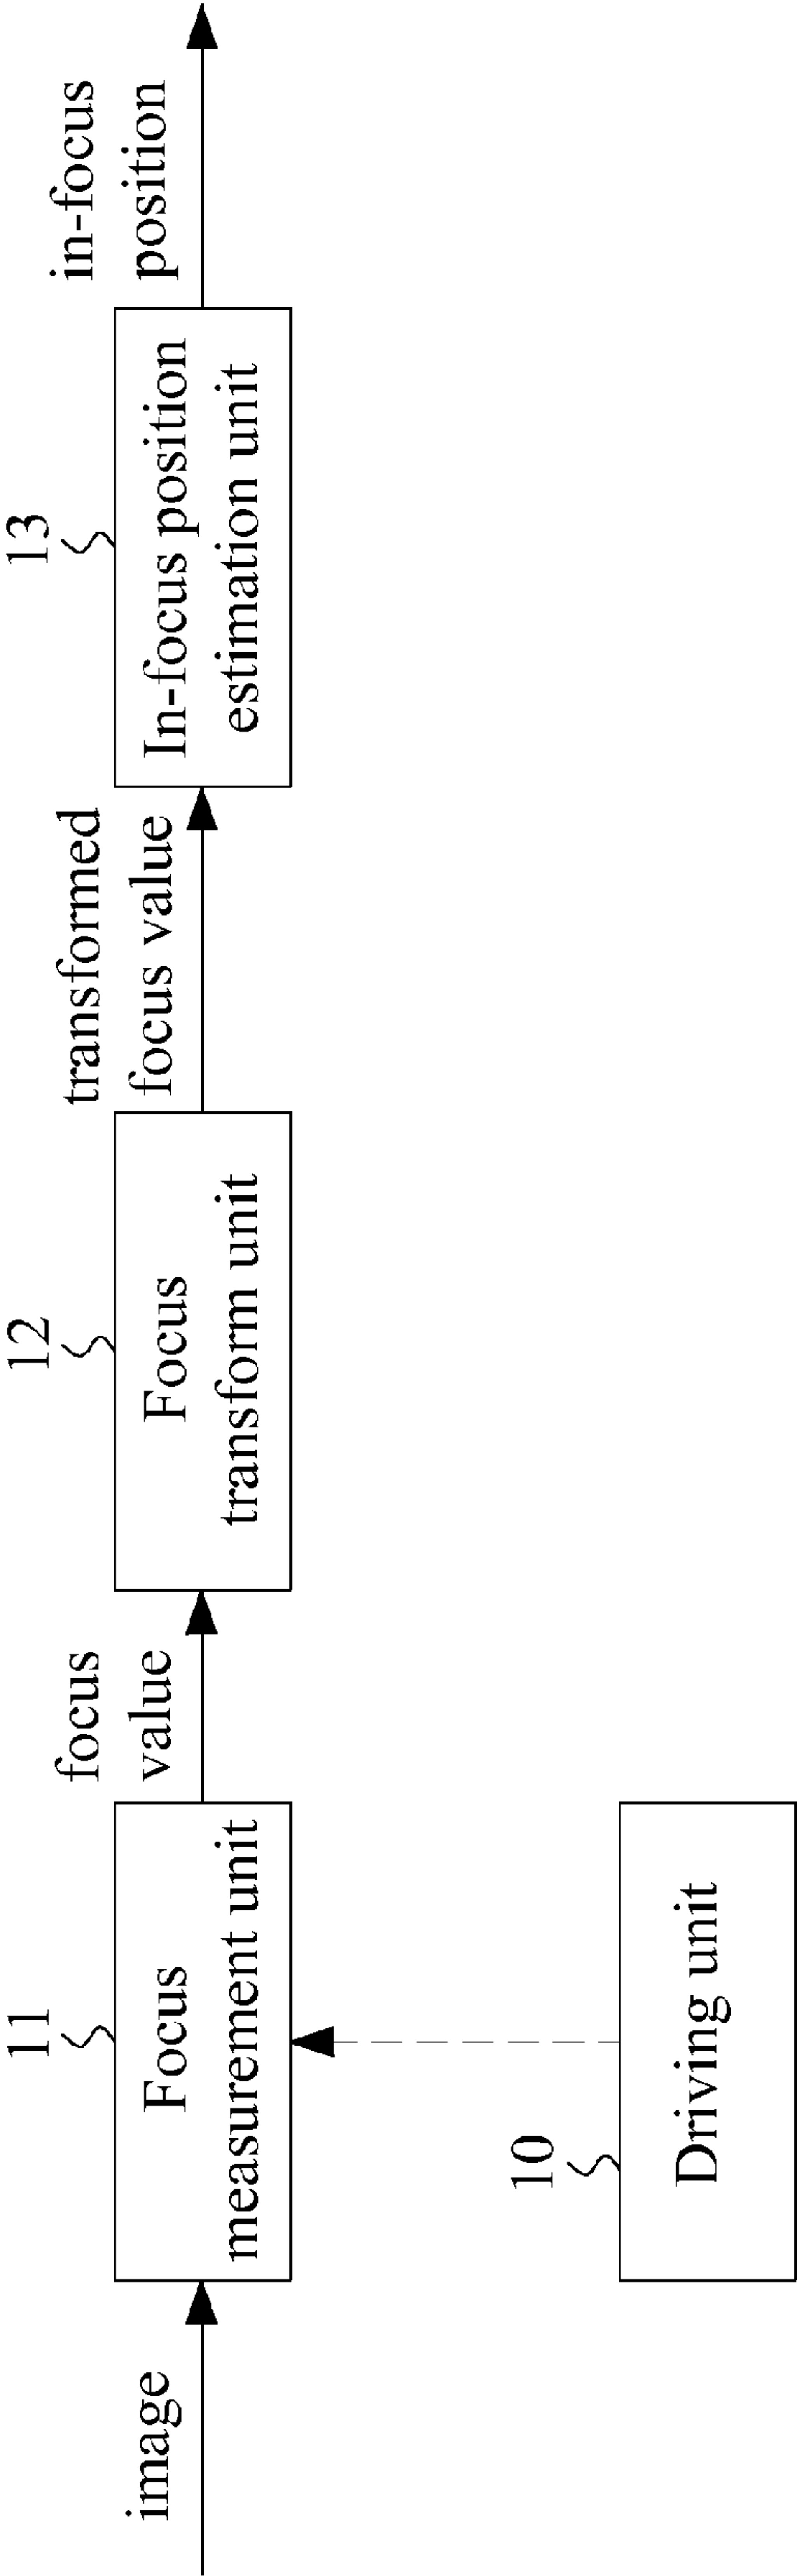 image
11
Focus
measurement unit
focus
value
12
Focus
transform unit
transformed
focus value
13
In-focus position
estimation unit
in-focus
position
10
Driving unit